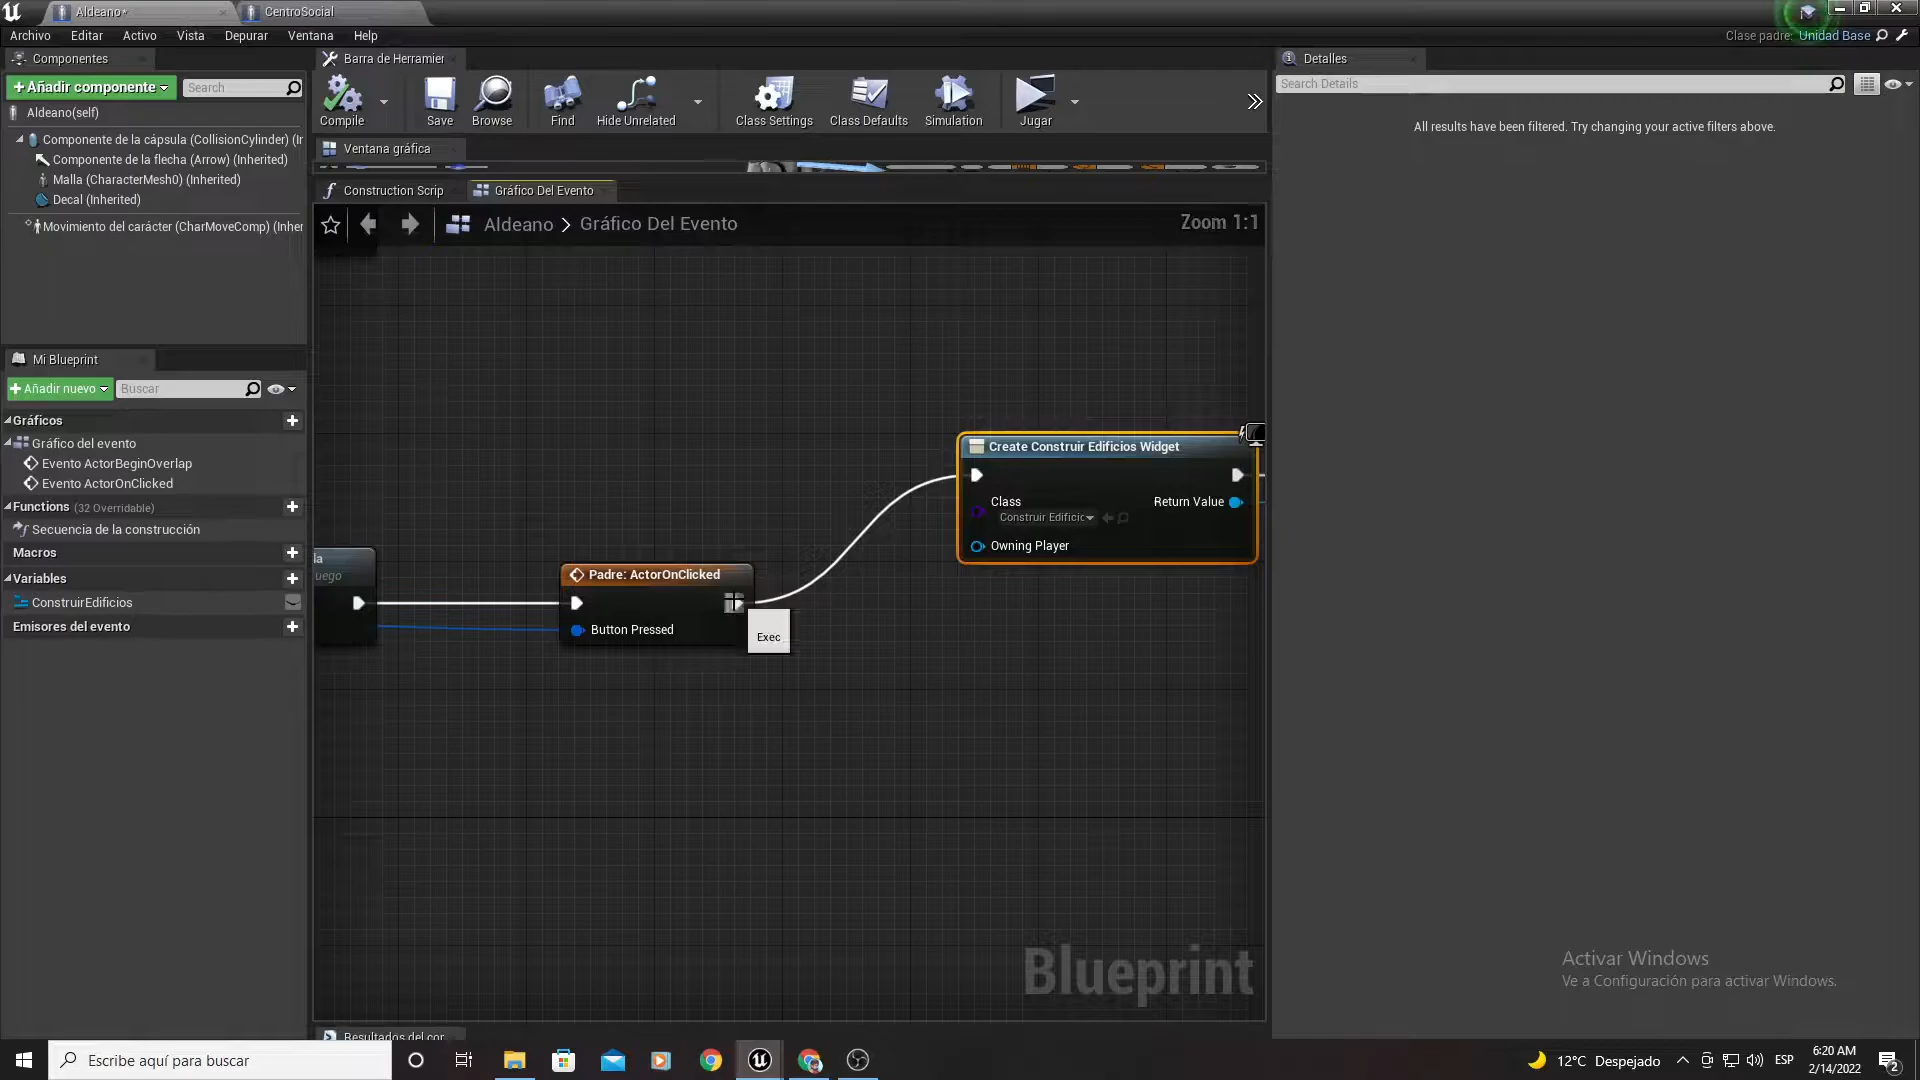 Aldeano*
CentroSocial
Archivo
Editar
Activo
Vista
Depurar
Ventana
Help
Clase padre: Unidad Base
Componentes
Añadir componente
Search
Aldeano(self)
Componente de la cápsula (CollisionCylinder) (Ir
Componente de la flecha (Arrow) (Inherited)
Malla (CharacterMesh0) (Inherited)
Decal (Inherited)
Movimiento del carácter (CharMoveComp) (Inher
Mi Blueprint
Añadir nuevo
Buscar
Gráficos
Gráfico del evento
Evento ActorBeginOverlap
Evento ActorOnClicked
Functions (32 Overridable)
Secuencia de la construcción
Macros
Variables
ConstruirEdificios
Emisores del evento
Barra de Herramier
Compile
Save
Browse
Find
Hide Unrelated
Class Settings
Class Defaults
Simulation
Jugar
Ventana gráfica
Construction Scrip
Gráfico Del Evento
Aldeano > Gráfico Del Evento
Zoom 1:1
la
uego
Padre: ActorOnClicked
Button Pressed
Exec
Create Construir Edificios Widget
Class
Construir Edificic
Return Value
Owning Player
Blueprint
Resultados del cor
Detalles
Search Details
All results have been filtered. Try changing your active filters above.
Activar Windows
Ve a Configuración para activar Windows.
Escribe aquí para buscar
12°C Despejado
ESP
6:20 AM
2/14/2022
2